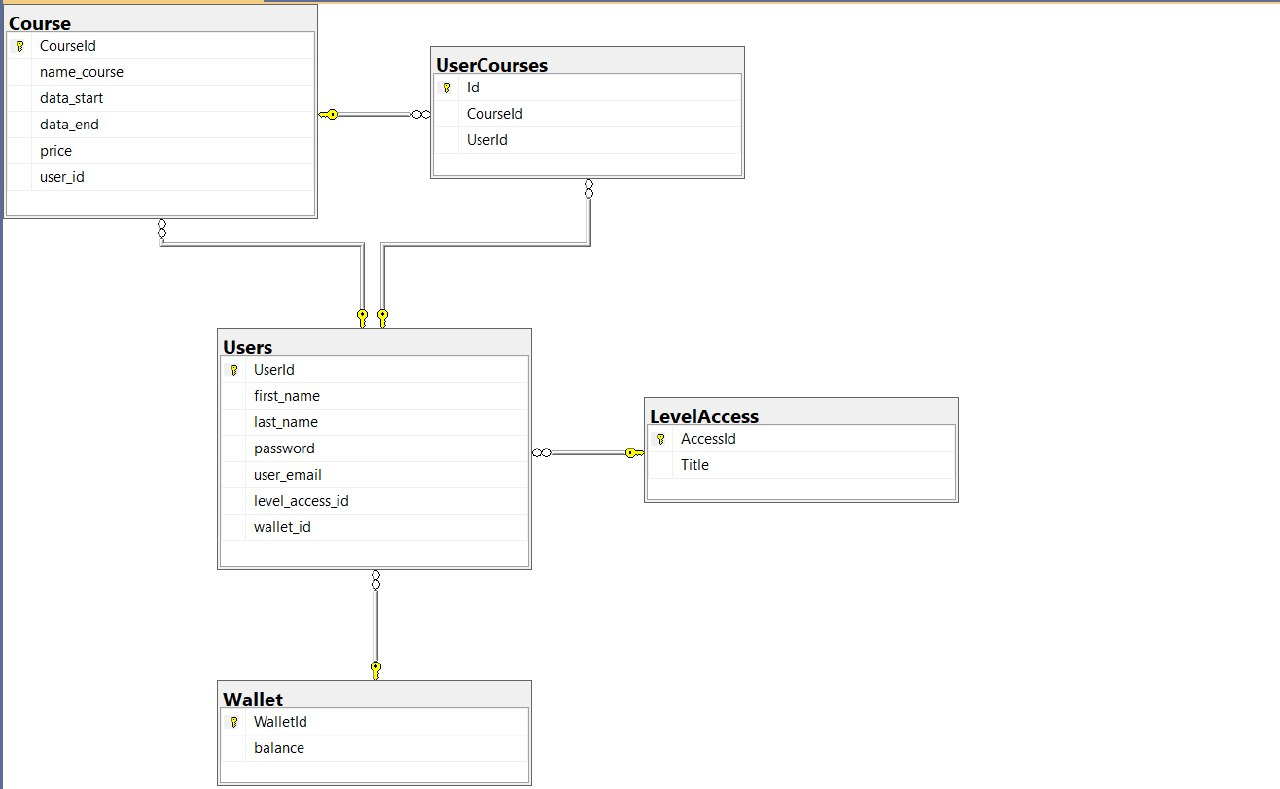 Course
CourseId
name_course
data_start
data_end
price
user_id
UserCourses
Id
CourseId
UserId
Users
UserId
first_name
last_name
password
user_email
level_access_id
wallet_id
LevelAccess
AccessId
Title
Wallet
WalletId
balance